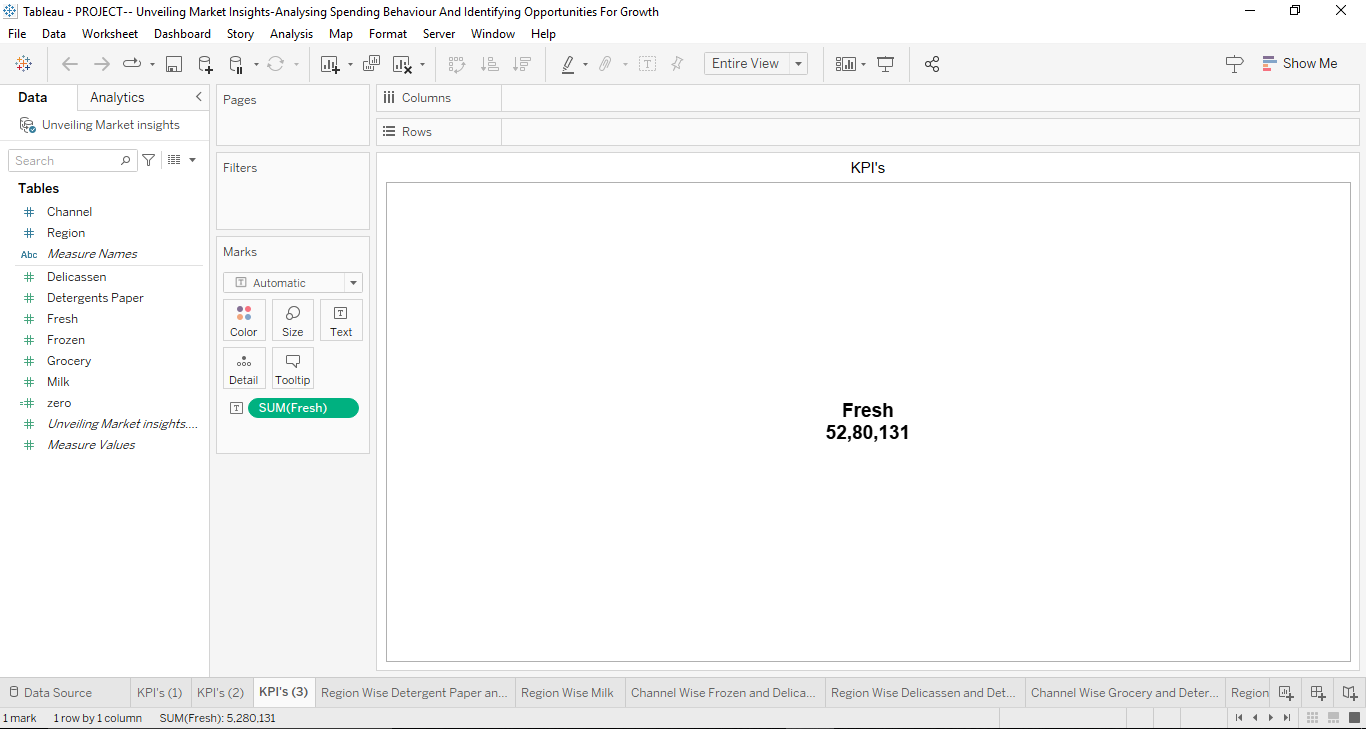 Tableau - PROJECT-- Unveiling Market Insights-Analysing Spending Behaviour And Identifying Opportunities For Growth
File Data Worksheet Dashboard Story Analysis Map Format Server Window Help
Entire View
Show Me
Data Analytics
Unveiling Market insights
Search
Tables
Channel
Region
Abc Measure Names
Delicassen
Detergents Paper
Fresh
Frozen
Grocery
Milk
zero
Unveiling Market insights....
Measure Values
Pages
Filters
Marks
T Automatic
Color Size T Text
Detail Tooltip
T SUM(Fresh)
Columns
Rows
KPI's
Fresh
52,80,131
Data Source KPI's (1) KPI's (2) KPI's (3) Region Wise Detergent Paper an... Region Wise Milk Channel Wise Frozen and Delica... Region Wise Delicassen and Det... Channel Wise Grocery and Deter... Region
1 mark 1 row by 1 column SUM(Fresh): 5,280,131